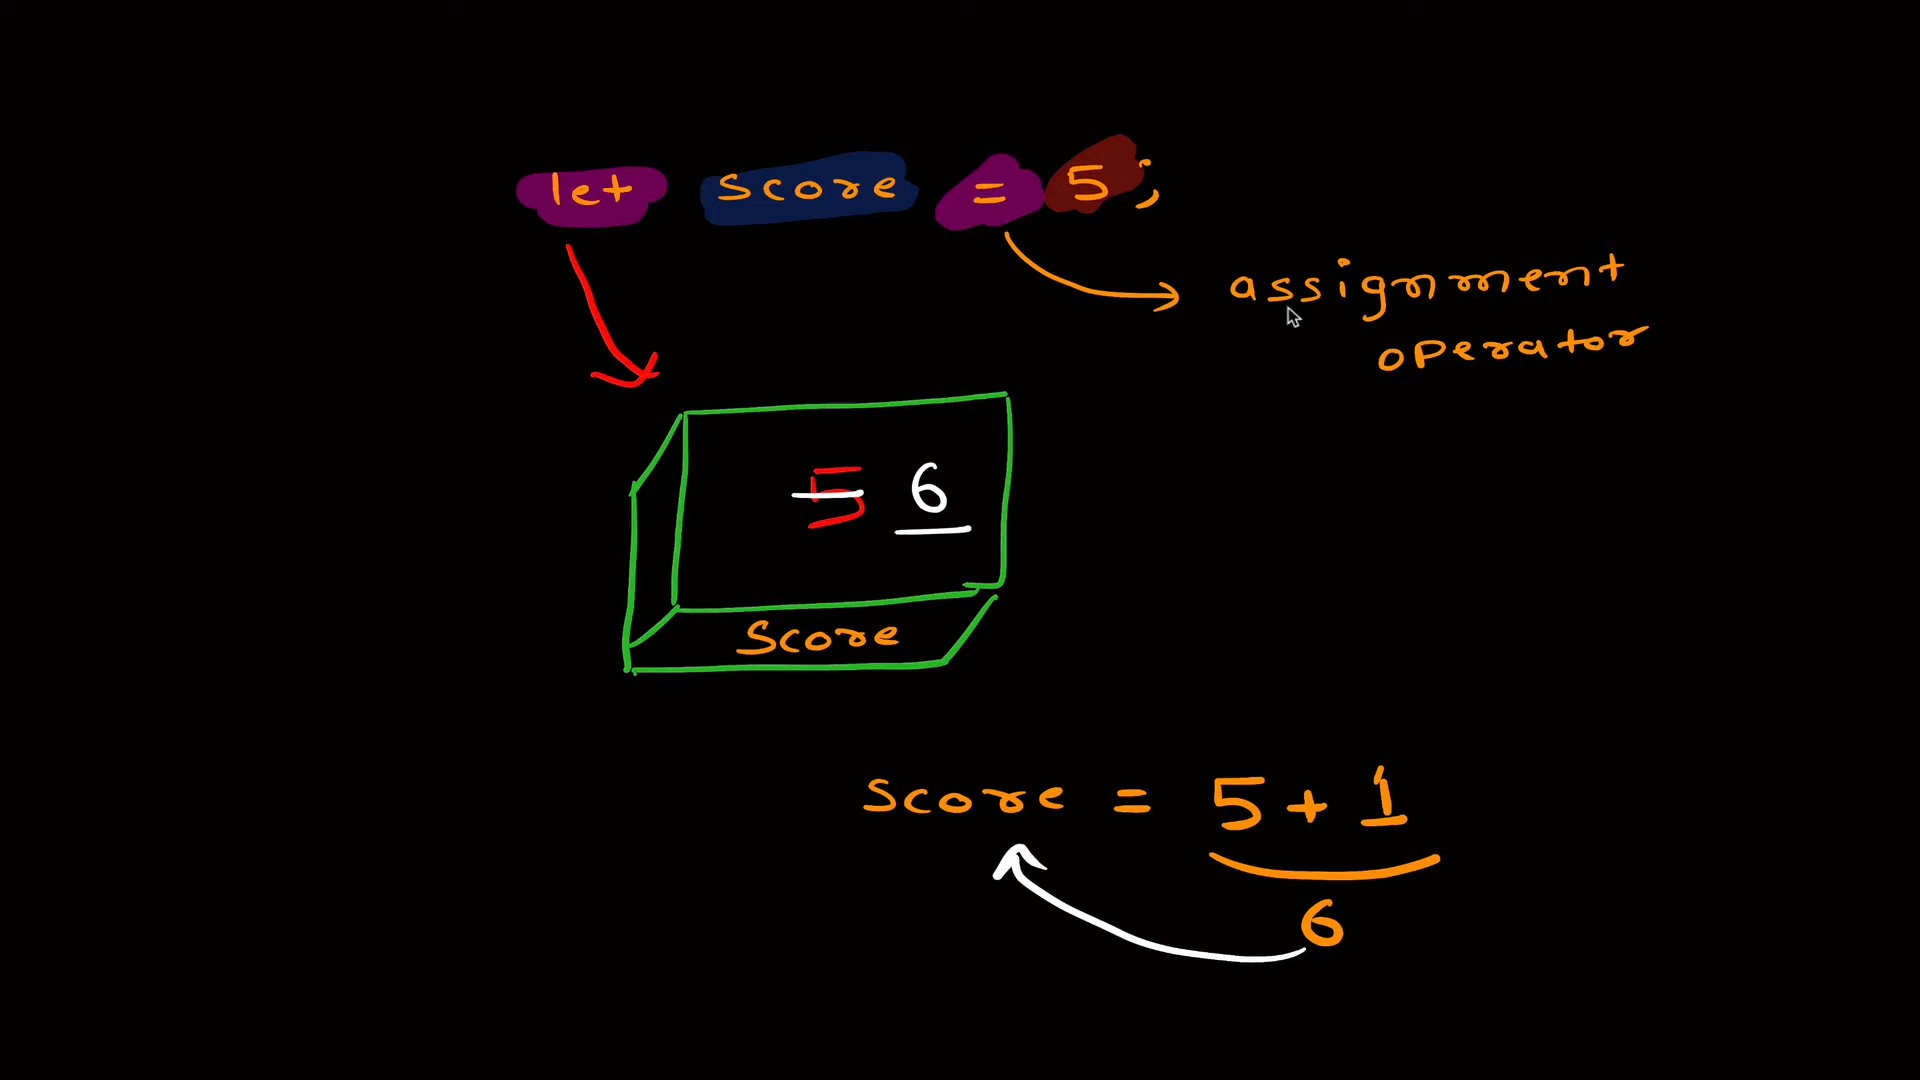 let score = 5;
assignment
operator
5 6
Score
Score = 5 + 1
6